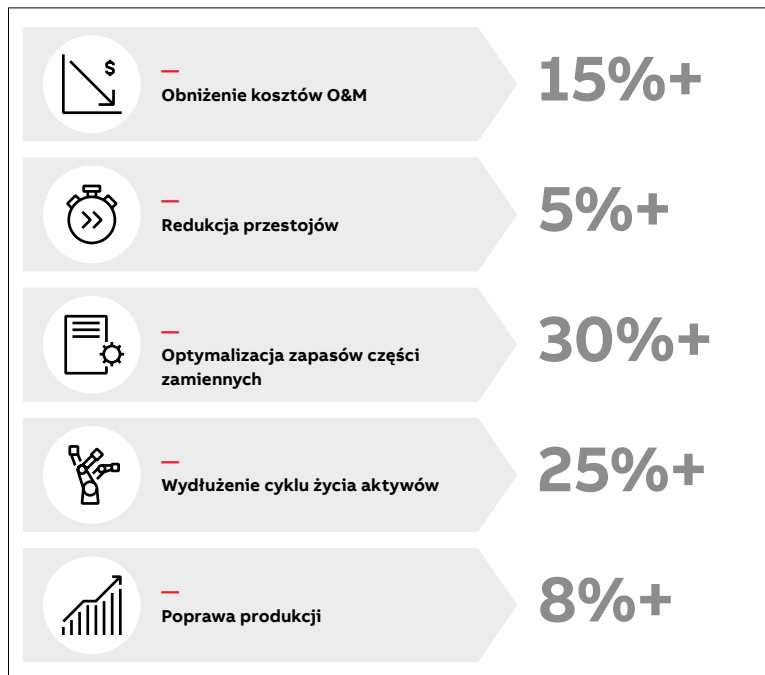 $
Obniżenie kosztów O&M
15%+
Redukcja przestojów
5%+
Optymalizacja zapasów części
zamiennych
30%+
Wydłużenie cyklu życia aktywów
25%+
Poprawa produkcji
8%+